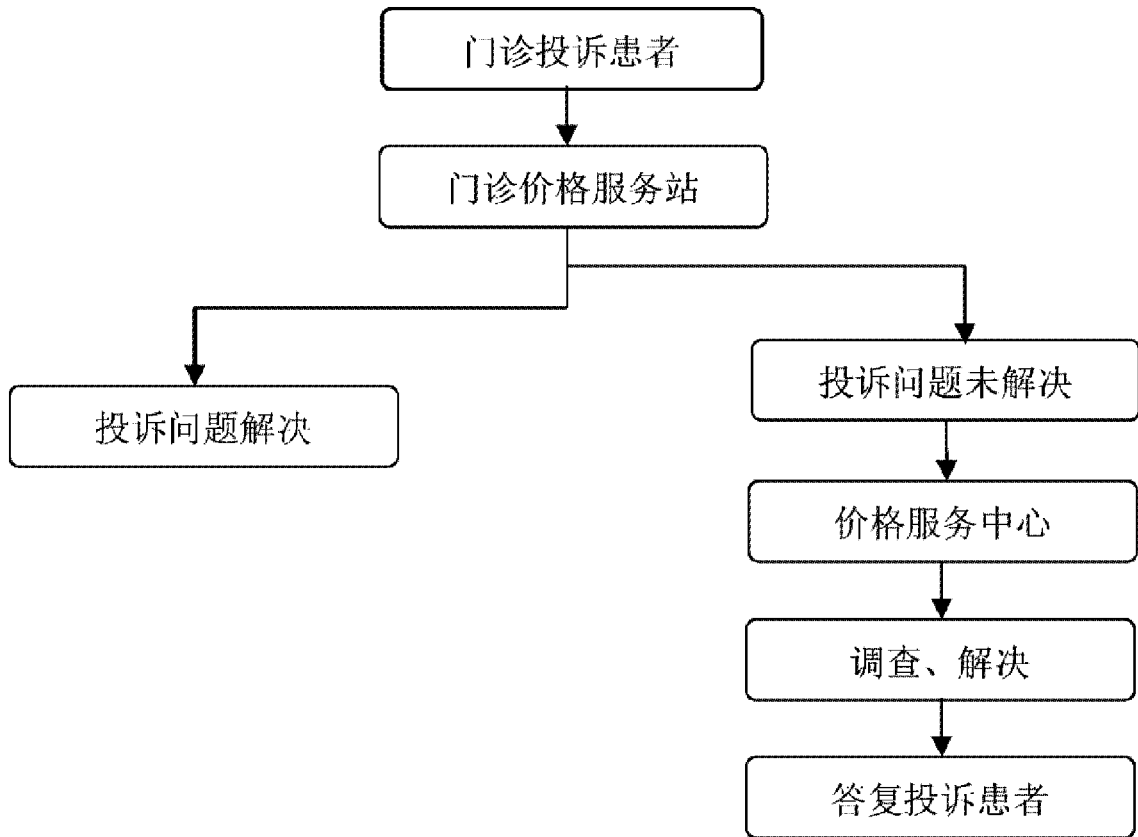 门诊投诉患者
门诊价格服务站
投诉问题解决
投诉问题未解决
价格服务中心
调查、解决
答复投诉患者